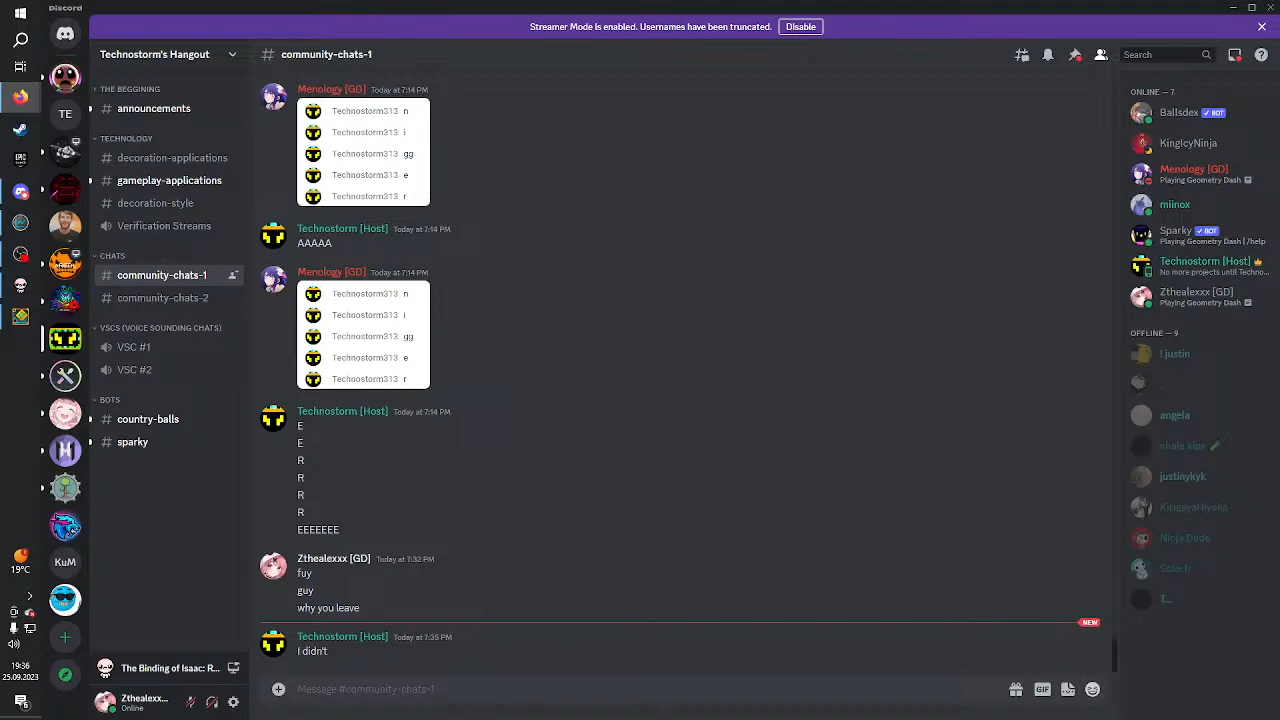 Discord
Streamer Mode is enabled. Usernames have been truncated.
Disable
Technostorm's Hangout
community-chats-1
Search
THE BEGGINING
announcements
TECHNOLOGY
decoration-applications
gameplay-applications
decoration-style
Verification Streams
CHATS
community-chats-1
community-chats-2
VSCS (VOICE SOUNDING CHATS)
VSC #1
VSC #2
BOTS
country-balls
sparky
TE
KuM
Menology [GD] Today at 7:14 PM
Technostorm313 n
Technostorm313 i
Technostorm313 gg
Technostorm313 e
Technostorm313 r
Technostorm [Host] Today at 7:14 PM
AAAAA
Menology [GD] Today at 7:14 PM
Technostorm313 n
Technostorm313 i
Technostorm313 gg
Technostorm313 e
Technostorm313 r
Technostorm [Host] Today at 7:14 PM
E
E
R
R
R
R
EEEEEEE
Zthealexxx [GD] Today at 7:32 PM
fuy
guy
why you leave
NEW
Technostorm [Host] Today at 7:35 PM
I didn't
Message #community-chats-1
GIF
ONLINE — 7
Ballsdex BOT
KingIcyNinja
Menology [GD]
Playing Geometry Dash
miinox
Sparky BOT
Playing Geometry Dash | /help
Technostorm [Host]
No more projects until Techno...
Zthealexxx [GD]
Playing Geometry Dash
OFFLINE — 9
! justin
angela
justinykyk
Ninja Dude
T...
The Binding of Isaac: R...
Zthealexx...
Online
19°C
19:36
25.09.2023